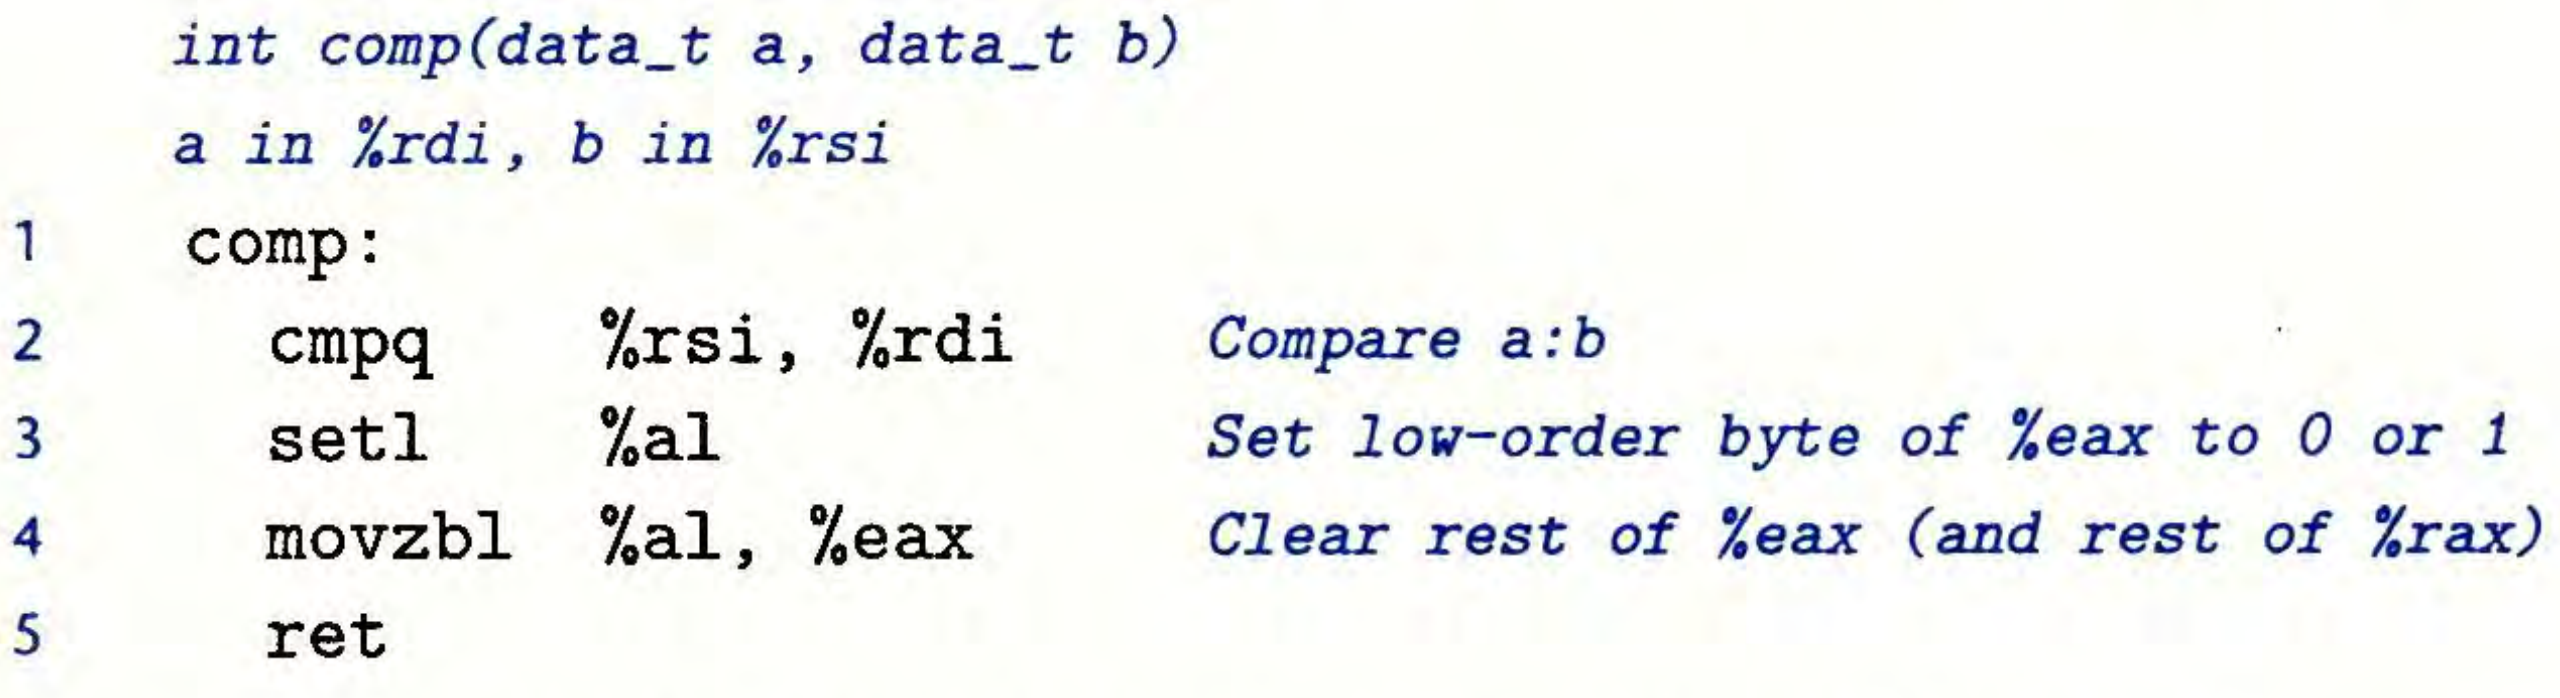 int comp(data_t a, data_t b)
a in %rdi, b in %rsi
1 comp:
2 cmpq %rsi, %rdi Compare a:b
3 setl %al Set low-order byte of %eax to 0 or 1
4 movzbl %al, %eax Clear rest of %eax (and rest of %rax)
5 ret